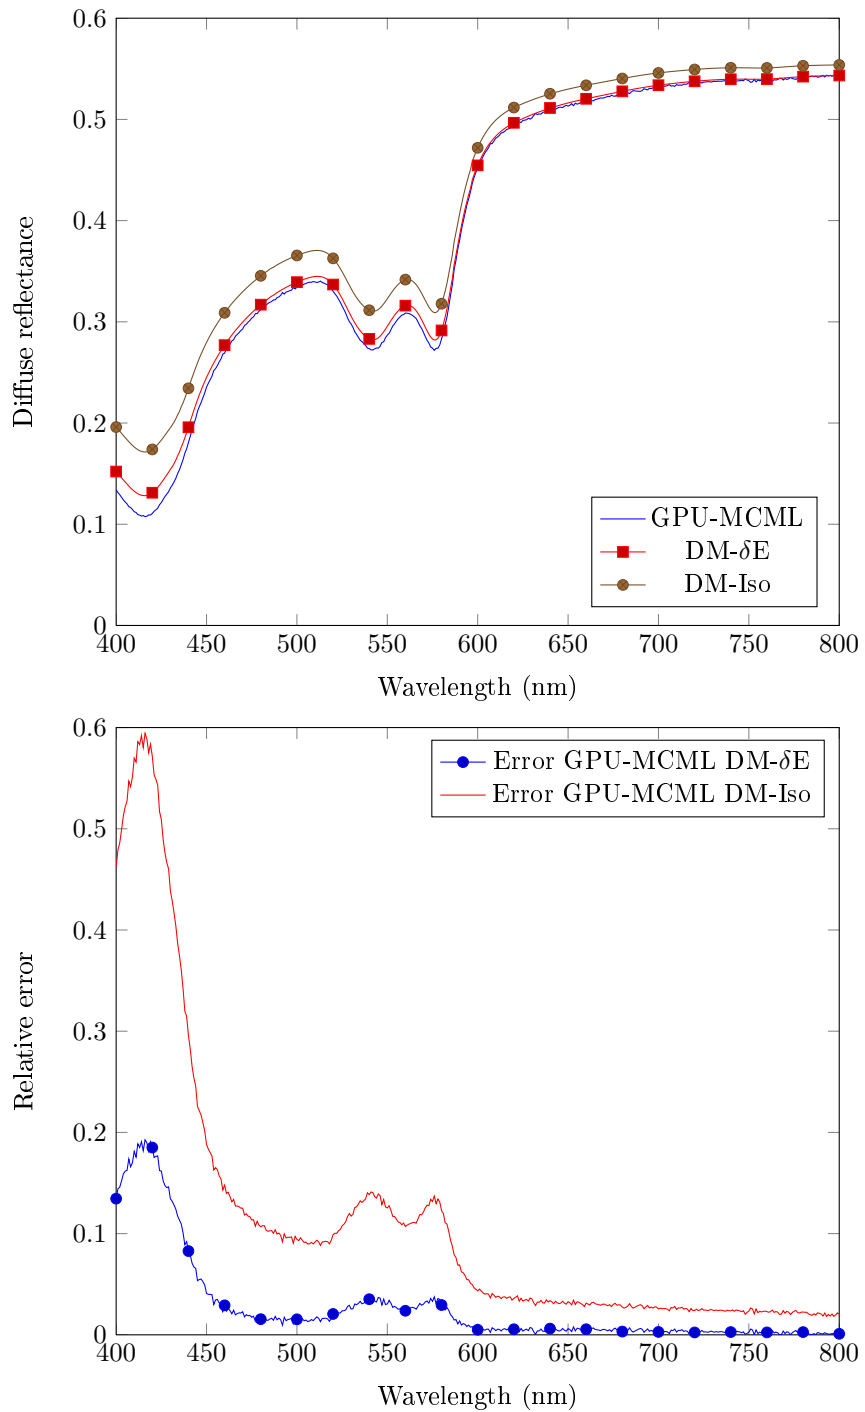 0.6
0.5
0.4
0.3
0.2
0.1
0
Diffuse reflectance
GPU-MCML
DM-δE
DM-Iso
400 450 500 550 600 650 700 750 800
Wavelength (nm)
0.6
0.5
0.4
0.3
0.2
0.1
0
Relative error
Error GPU-MCML DM-δE
Error GPU-MCML DM-Iso
400 450 500 550 600 650 700 750 800
Wavelength (nm)